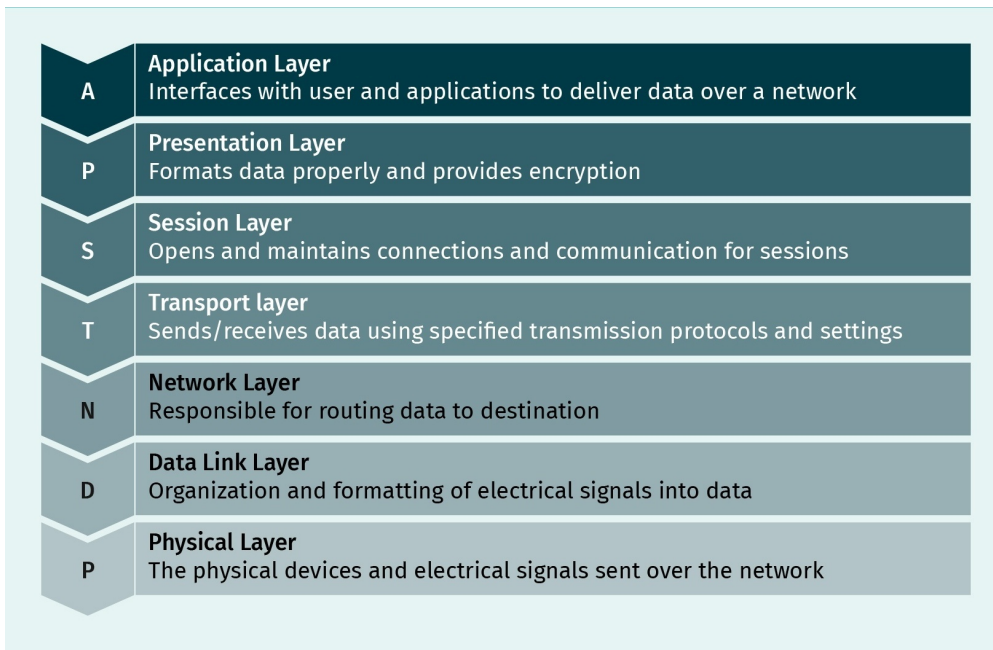 A
Application Layer
Interfaces with user and applications to deliver data over a network
P
Presentation Layer
Formats data properly and provides encryption
S
Session Layer
Opens and maintains connections and communication for sessions
T
Transport layer
Sends/receives data using specified transmission protocols and settings
N
Network Layer
Responsible for routing data to destination
D
Data Link Layer
Organization and formatting of electrical signals into data
P
Physical Layer
The physical devices and electrical signals sent over the network